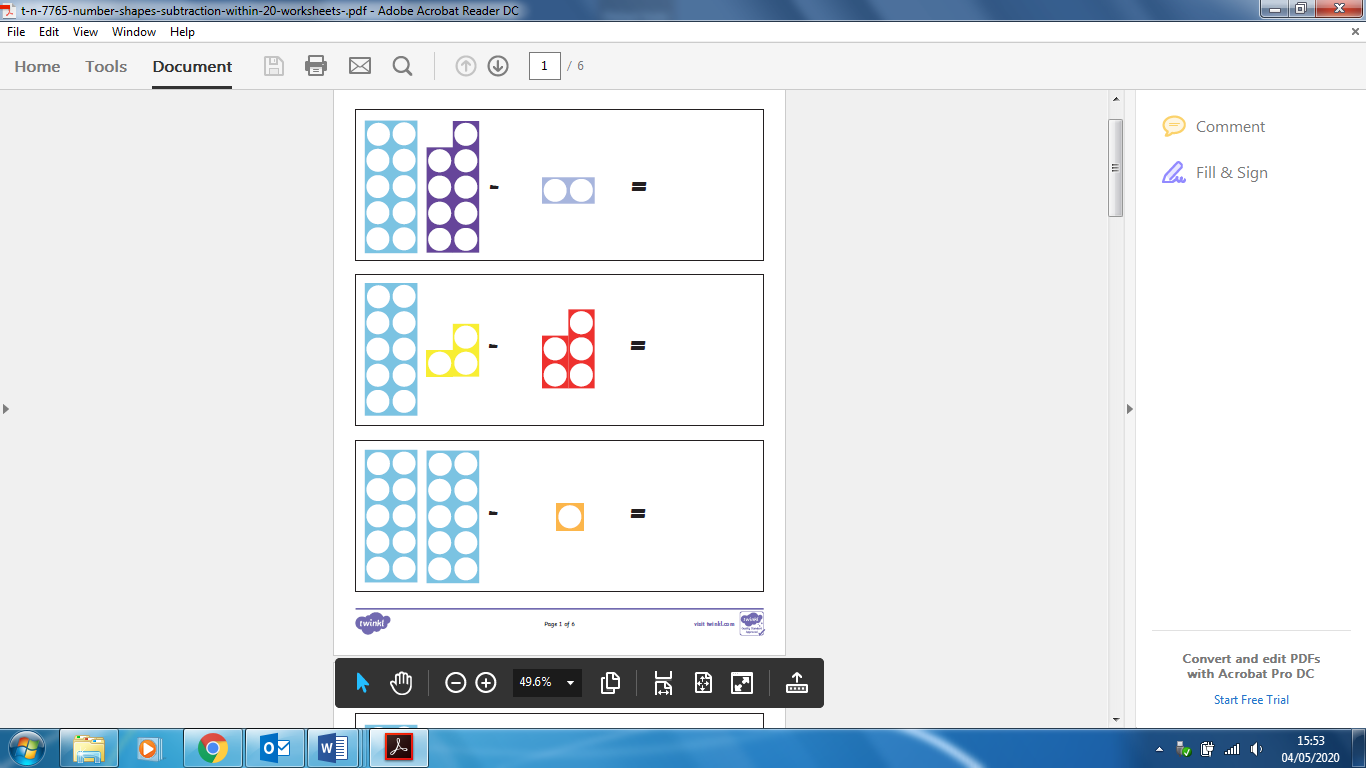 t-n-7765-number-shapes-subtraction-within-20-worksheets-.pdf - Adobe Acrobat Reader DC
File Edit View Window Help
Home Tools Document 1 / 6
Comment
Fill & Sign
- =
- =
- =
twinkl Page 1 of 6 visit twinkl.com twinkl
49.6%
Convert and edit PDFs
with Acrobat Pro DC
Start Free Trial
15:53
04/05/2020